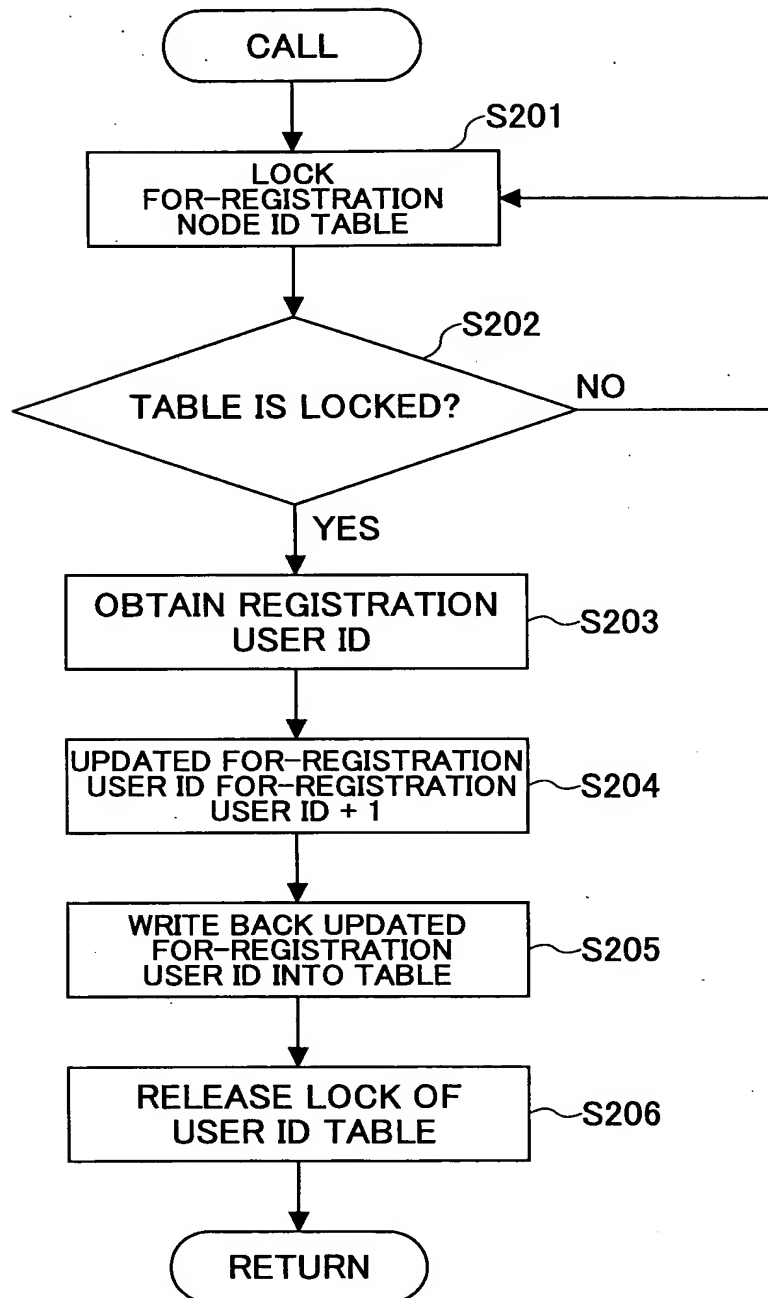 CALL
S201
LOCK
FOR-REGISTRATION
NODE ID TABLE
S202
TABLE IS LOCKED?
NO
YES
OBTAIN REGISTRATION
USER ID
S203
UPDATED FOR-REGISTRATION
USER ID FOR-REGISTRATION
USER ID + 1
S204
WRITE BACK UPDATED
FOR-REGISTRATION
USER ID INTO TABLE
S205
RELEASE LOCK OF
USER ID TABLE
S206
RETURN